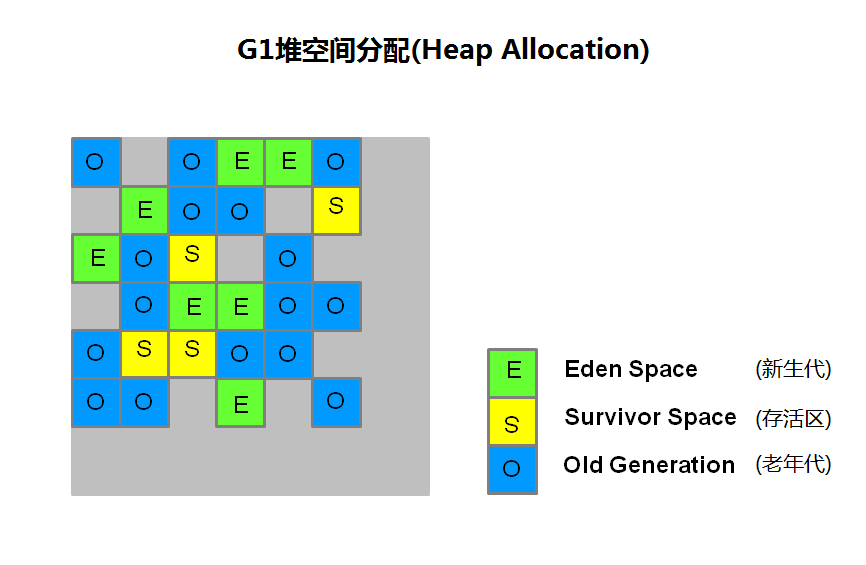 G1堆空间分配(Heap Allocation)
O O E E O
E O O S
E O S O
O E E O O
O S S O O
O O E O
E Eden Space (新生代)
S Survivor Space (存活区)
O Old Generation (老年代)